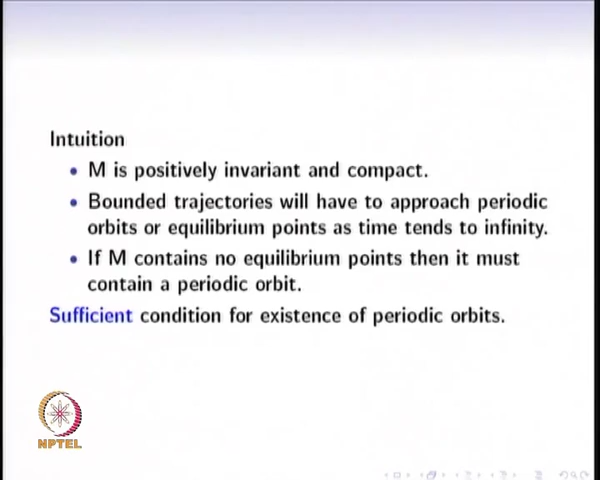 Intuition
• M is positively invariant and compact.
• Bounded trajectories will have to approach periodic
orbits or equilibrium points as time tends to infinity.
• If M contains no equilibrium points then it must
contain a periodic orbit.
Sufficient condition for existence of periodic orbits.
NPTEL